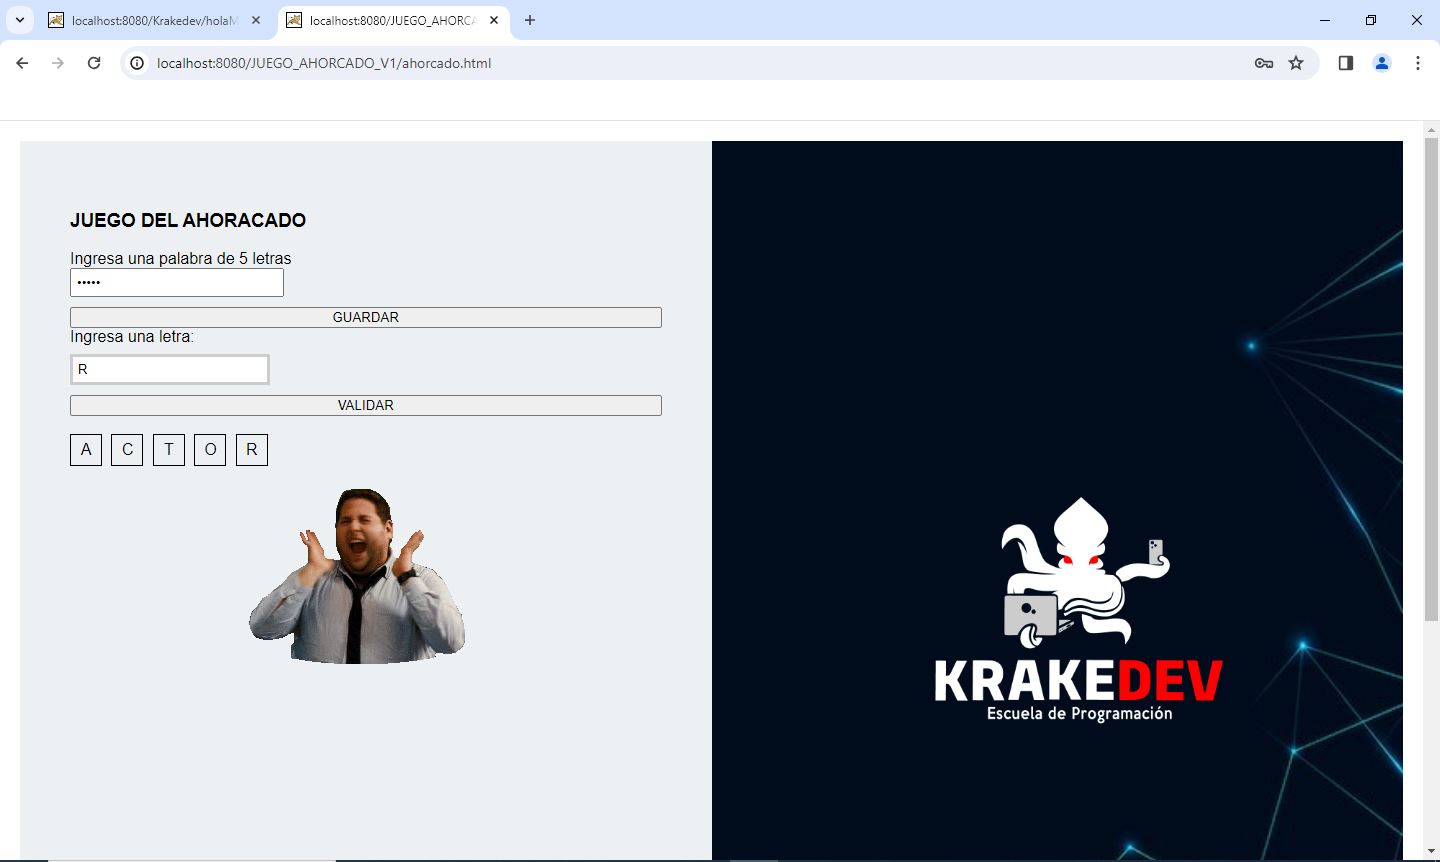 localhost:8080/Krakedev/holaM
localhost:8080/JUEGO_AHORCA
localhost:8080/JUEGO_AHORCADO_V1/ahorcado.html
JUEGO DEL AHORACADO
Ingresa una palabra de 5 letras
•••••
GUARDAR
Ingresa una letra:
R
VALIDAR
A C T O R
KRAKEDEV
Escuela de Programación